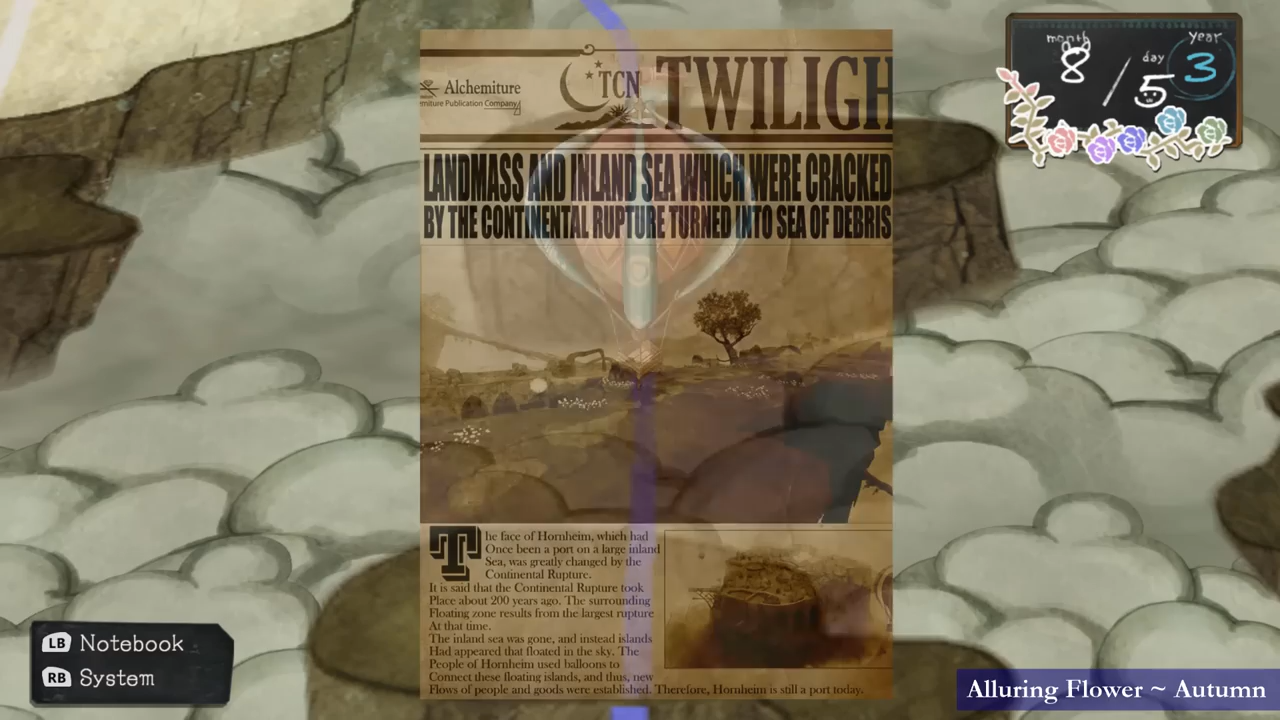 month
8
/
day
5
year
3
Alchemiture
emiture Publication Company
TCN
TWILIGH
LANDMASS AND INLAND SEA WHICH WERE CRACKED
BY THE CONTINENTAL RUPTURE TURNED INTO SEA OF DEBRIS
The face of Hornheim, which had
Once been a port on a large inland
Sea, was greatly changed by the
Continental Rupture.
It is said that the Continental Rupture took
Place about 200 years ago. The surrounding
Floating zone results from the largest rupture
At that time.
The inland sea was gone, and instead islands
Had appeared that floated in the sky. The
People of Hornheim used balloons to
Connect these floating islands, and thus, new
Flows of people and goods were established. Therefore, Hornheim is still a port today.
LB Notebook
RB System
Alluring Flower ~ Autumn